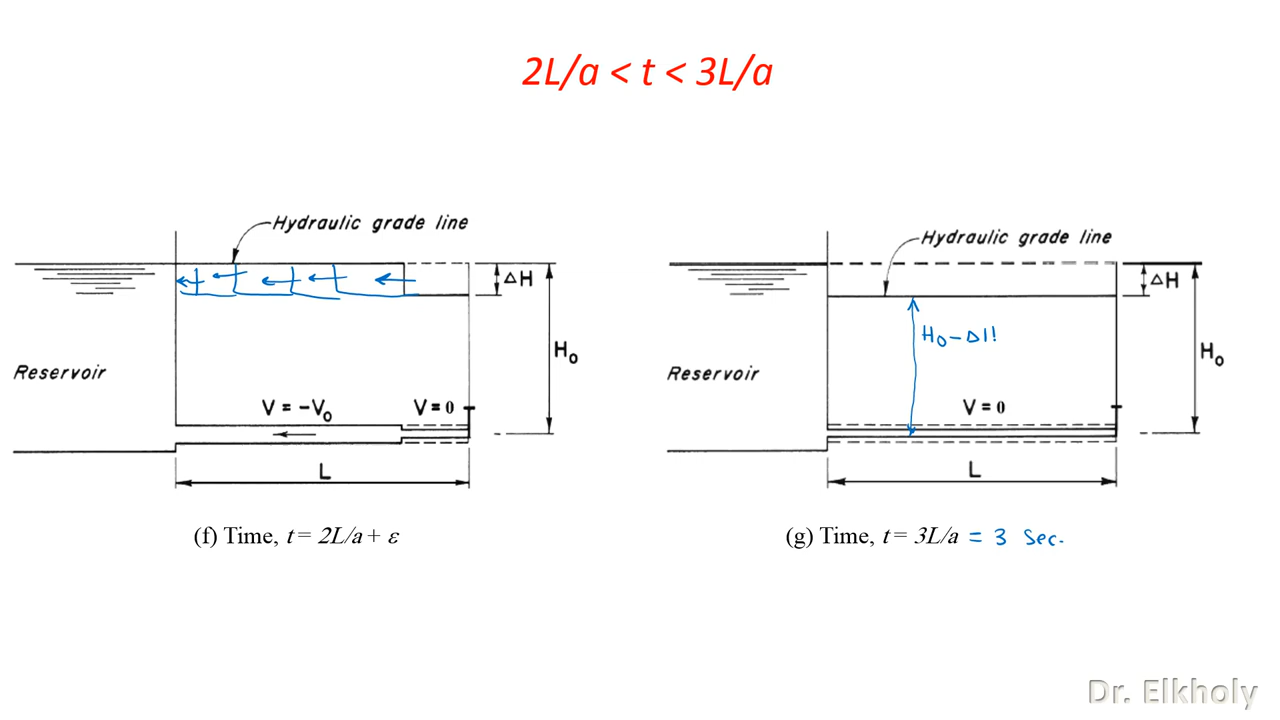 2L/a < t < 3L/a
Hydraulic grade line
ΔH
H₀
Reservoir
V = -V₀
V = 0
L
(f) Time, t = 2L/a + ε
Hydraulic grade line
ΔH
H₀ - ΔH
H₀
Reservoir
V = 0
L
(g) Time, t = 3L/a = 3 Sec.
Dr. Elkholy